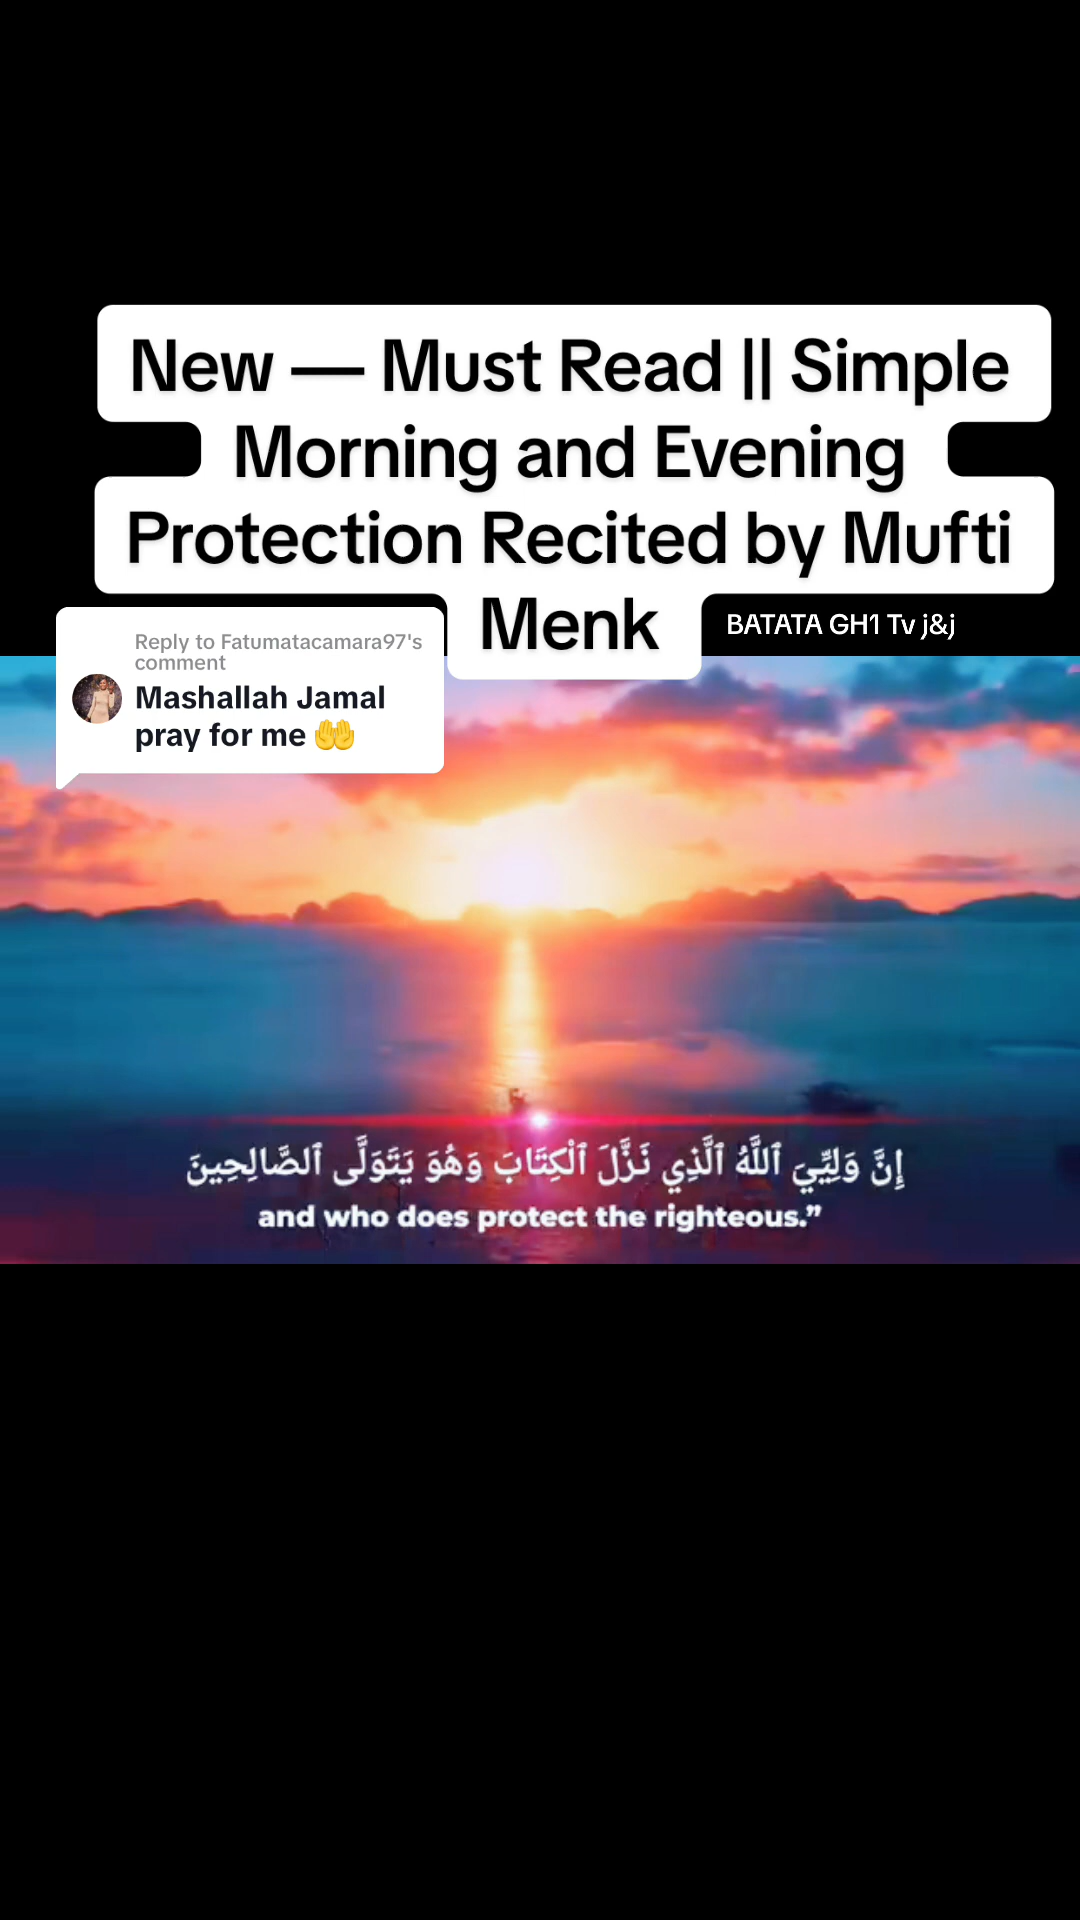 New — Must Read || Simple
Morning and Evening
Protection Recited by Mufti
Menk
BATATA GH1 Tv j&j
Reply to Fatumatacamara97's
comment
Mashallah Jamal
pray for me 🤲
إِنَّ وَلِيِّيَ ٱللَّهُ ٱلَّذِي نَزَّلَ ٱلْكِتَابَ وَهُوَ يَتَوَلَّى ٱلصَّالِحِينَ
and who does protect the righteous.”